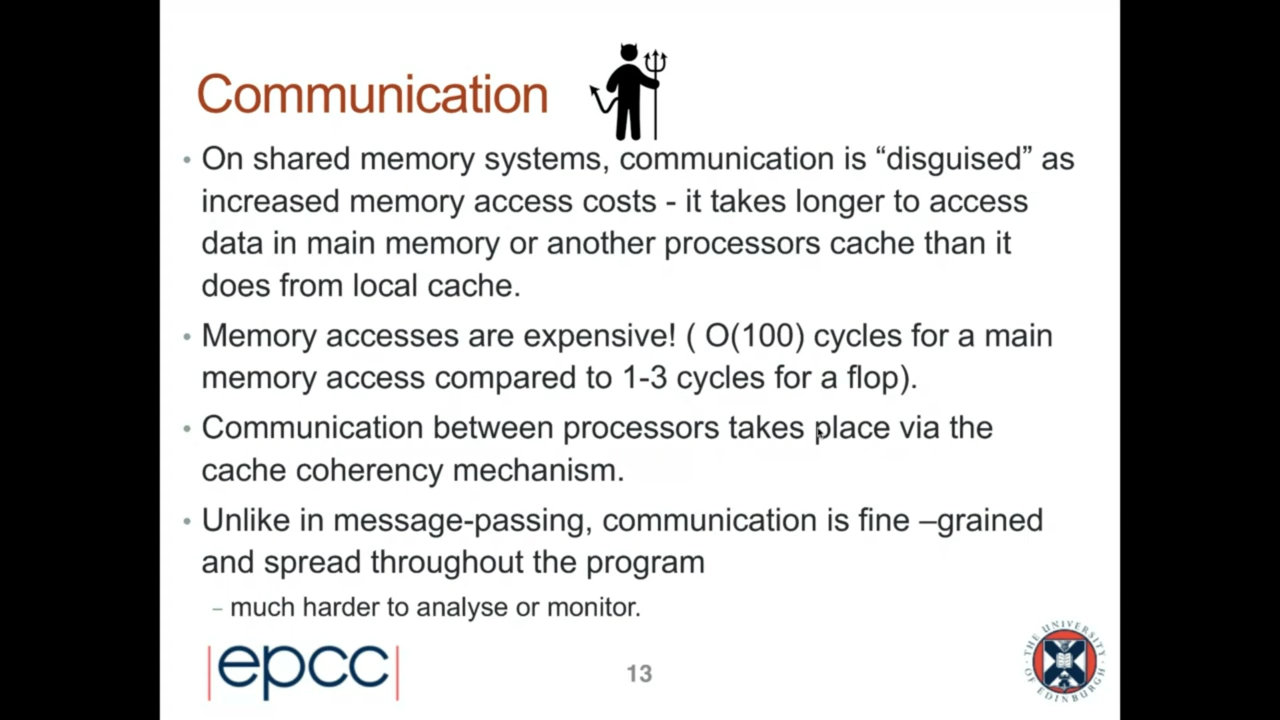 Communication
• On shared memory systems, communication is “disguised” as
increased memory access costs - it takes longer to access
data in main memory or another processors cache than it
does from local cache.
• Memory accesses are expensive! ( O(100) cycles for a main
memory access compared to 1-3 cycles for a flop).
• Communication between processors takes place via the
cache coherency mechanism.
• Unlike in message-passing, communication is fine –grained
and spread throughout the program
– much harder to analyse or monitor.
|epcc|
13
THE UNIVERSITY OF EDINBURGH